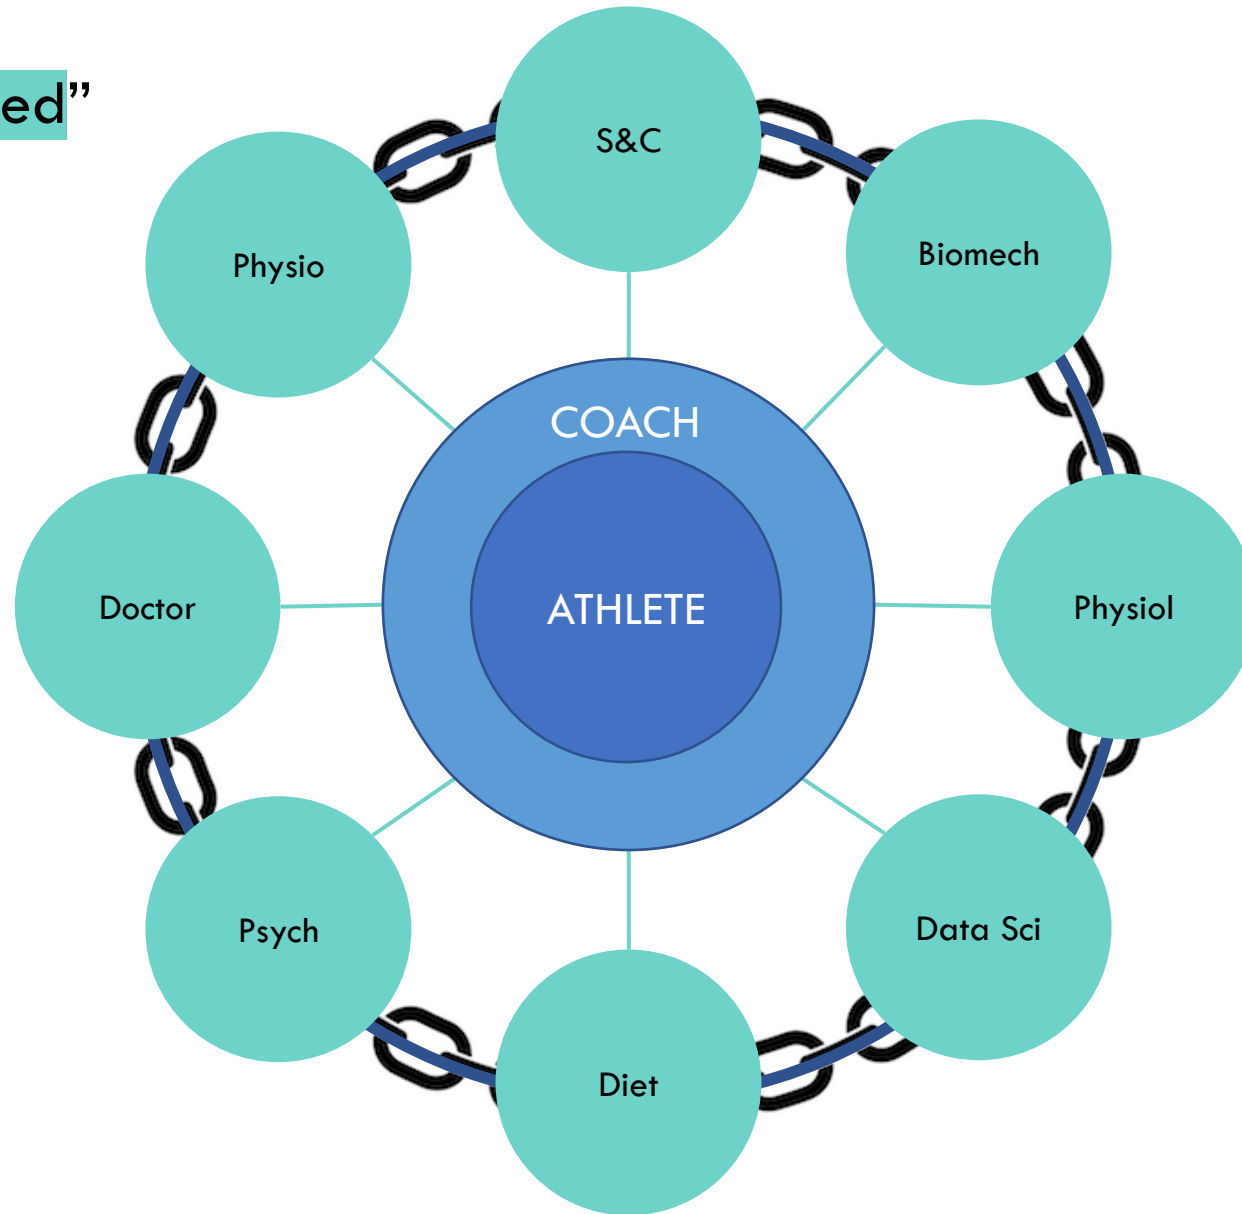 ed”
S&C
Physio
Biomech
COACH
Doctor
ATHLETE
Physiol
Psych
Data Sci
Diet